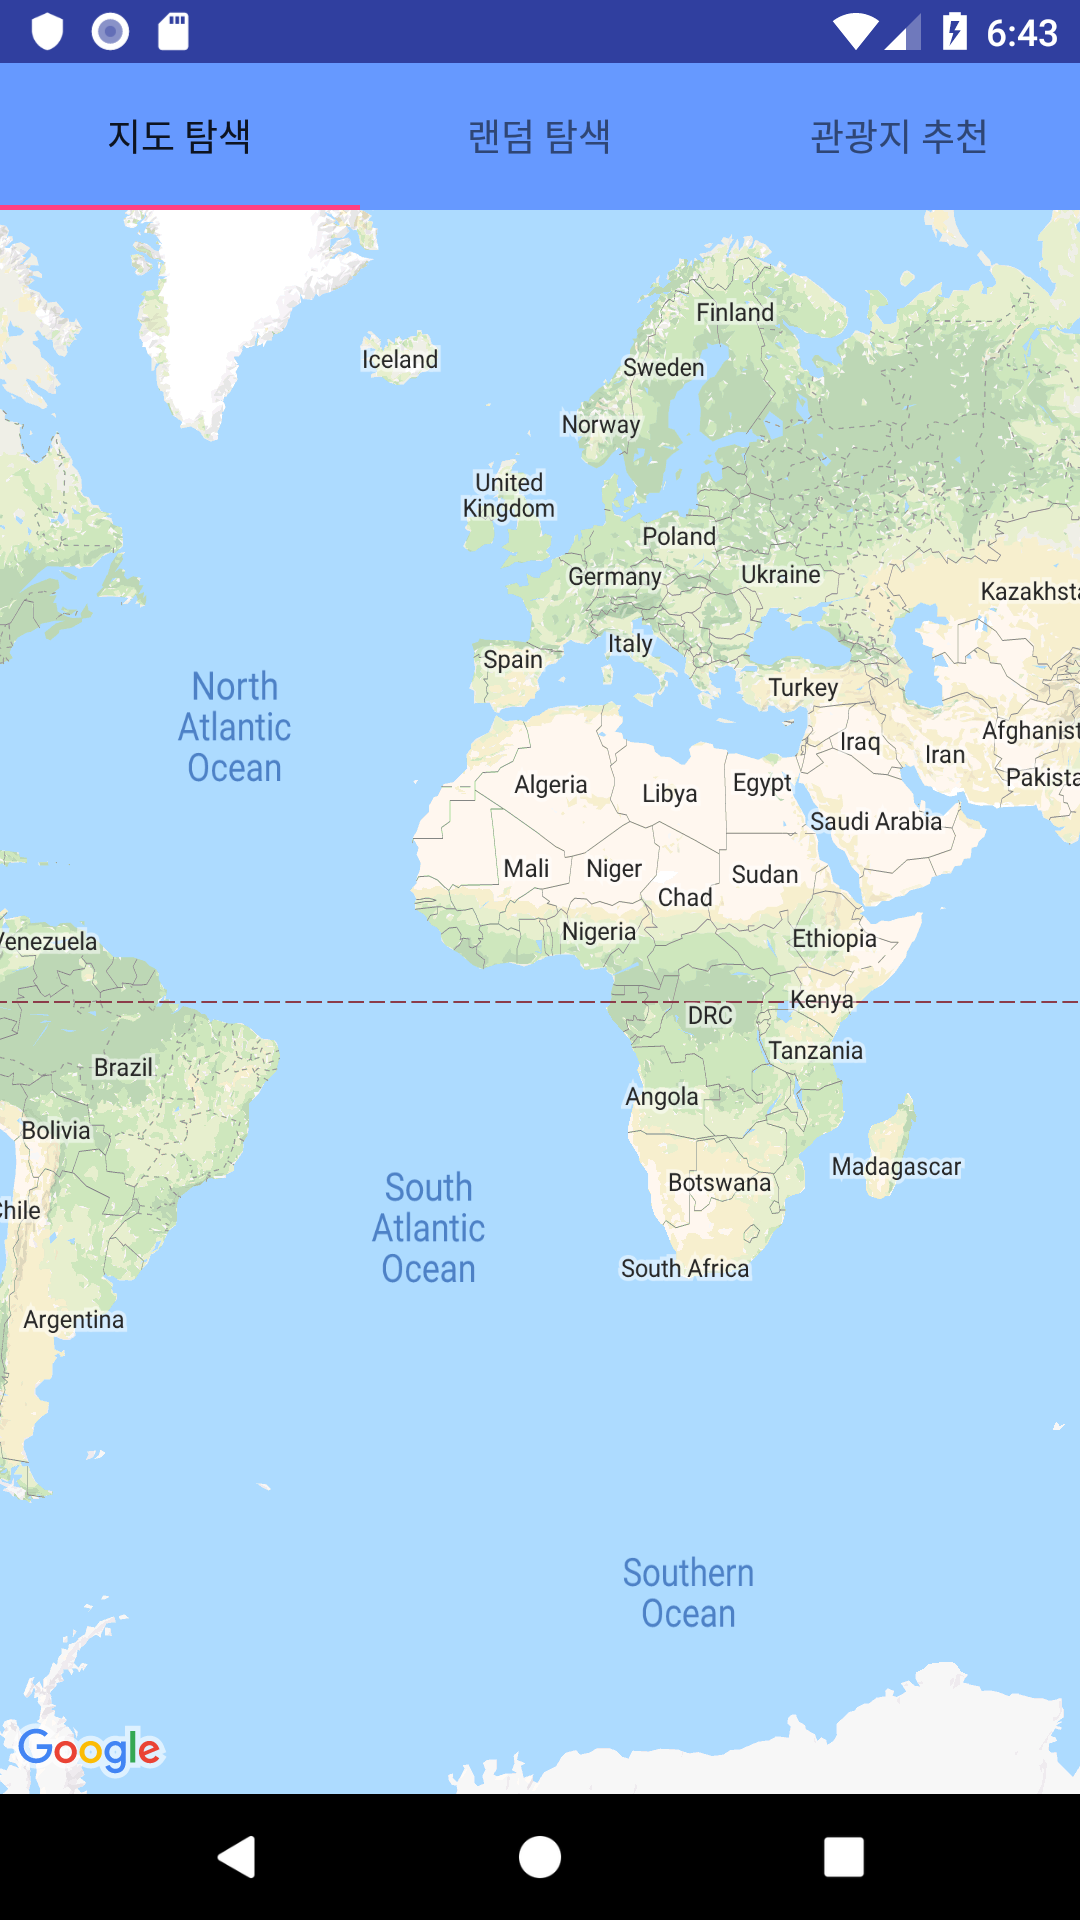 6:43
지도 탐색
랜덤 탐색
관광지 추천
Finland
Iceland
Sweden
Norway
United
Kingdom
Poland
Germany
Ukraine
Kazakhsta
Italy
Spain
North
Atlantic
Ocean
Turkey
Afghanist
Iraq
Iran
Pakista
Algeria
Libya
Egypt
Saudi Arabia
Mali
Niger
Sudan
Chad
Nigeria
Ethiopia
Venezuela
Kenya
DRC
Tanzania
Brazil
Angola
Bolivia
Madagascar
Botswana
South
Atlantic
Ocean
Chile
South Africa
Argentina
Southern
Ocean
Google